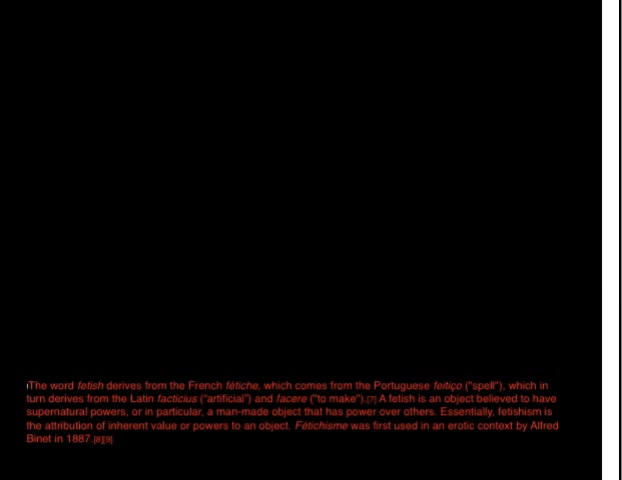 The word fetish derives from the French fétiche, which comes from the Portuguese feitiço ("spell"), which in
turn derives from the Latin facticius ("artificial") and facere ("to make").[7] A fetish is an object believed to have
supernatural powers, or in particular, a man-made object that has power over others. Essentially, fetishism is
the attribution of inherent value or powers to an object. Fétichisme was first used in an erotic context by Alfred
Binet in 1887.[8][9]